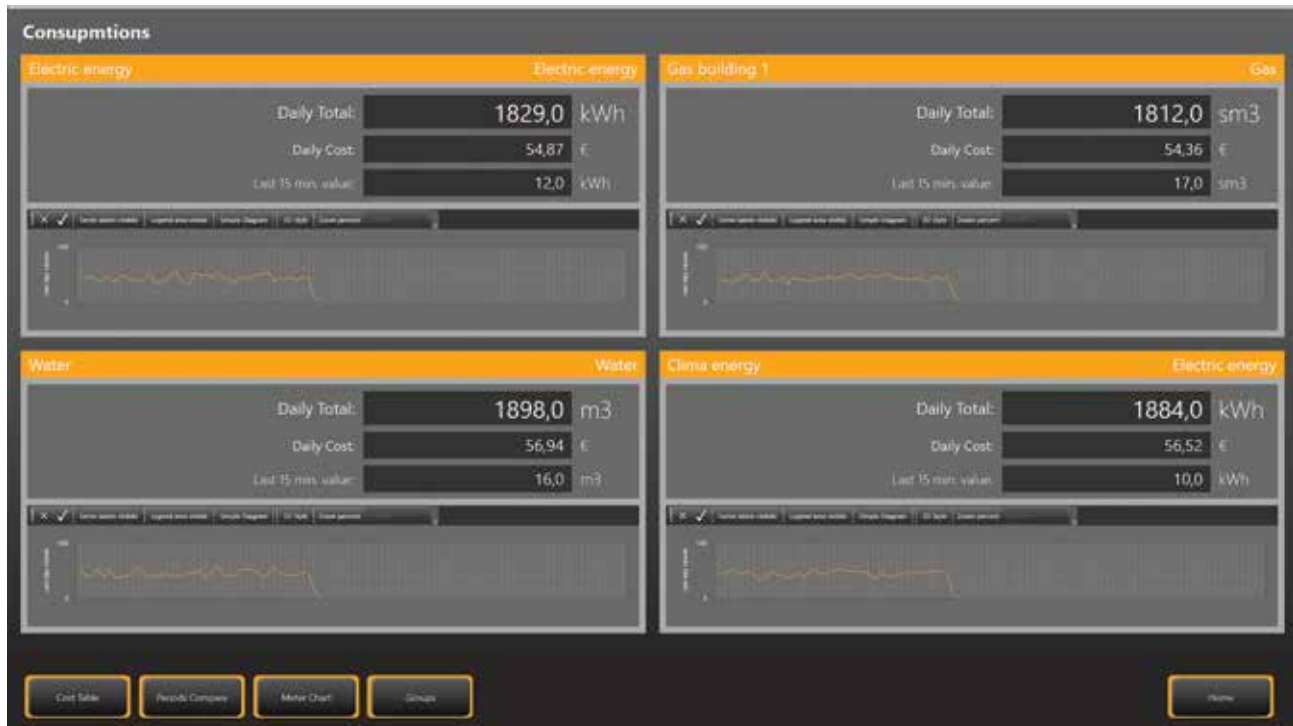 Consupmtions
Electric energy Electric energy
Daily Total: 1829,0 kWh
Daily Cost: 54,87 €
Last 15 min. value: 12,0 kWh
Gas building 1 Gas
Daily Total: 1812,0 sm3
Daily Cost: 54,36 €
Last 15 min. value: 17,0 sm3
Water Water
Daily Total: 1898,0 m3
Daily Cost: 56,94 €
Last 15 min. value: 16,0 m3
Clima energy Electric energy
Daily Total: 1884,0 kWh
Daily Cost: 56,52 €
Last 15 min. value: 10,0 kWh
Cost Table Periods Compare Meter Chart Groups Home